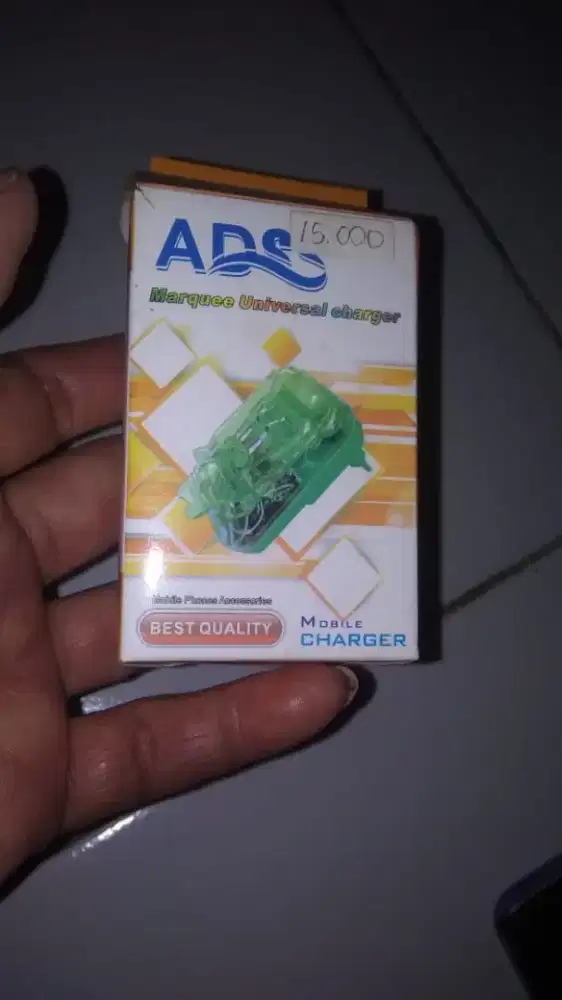 ADS
15.000
Marquee Universal charger
Mobile Phones Accessories
BEST QUALITY
MOBILE
CHARGER